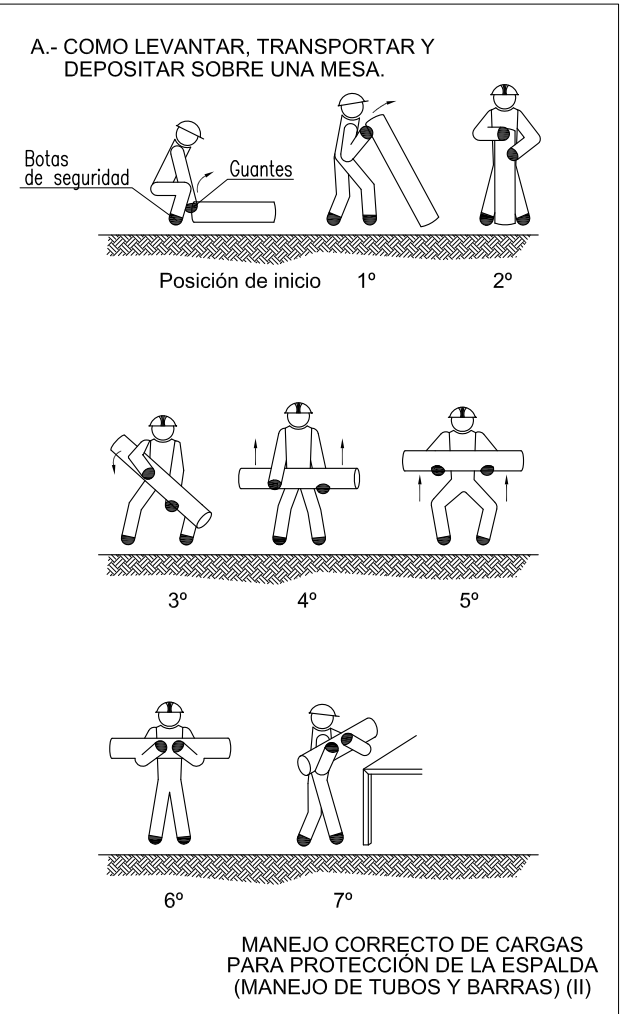 A.- COMO LEVANTAR, TRANSPORTAR Y
DEPOSITAR SOBRE UNA MESA.
Botas
de seguridad
Guantes
Posición de inicio
1º
2º
3º
4º
5º
6º
7º
MANEJO CORRECTO DE CARGAS
PARA PROTECCIÓN DE LA ESPALDA
(MANEJO DE TUBOS Y BARRAS) (II)